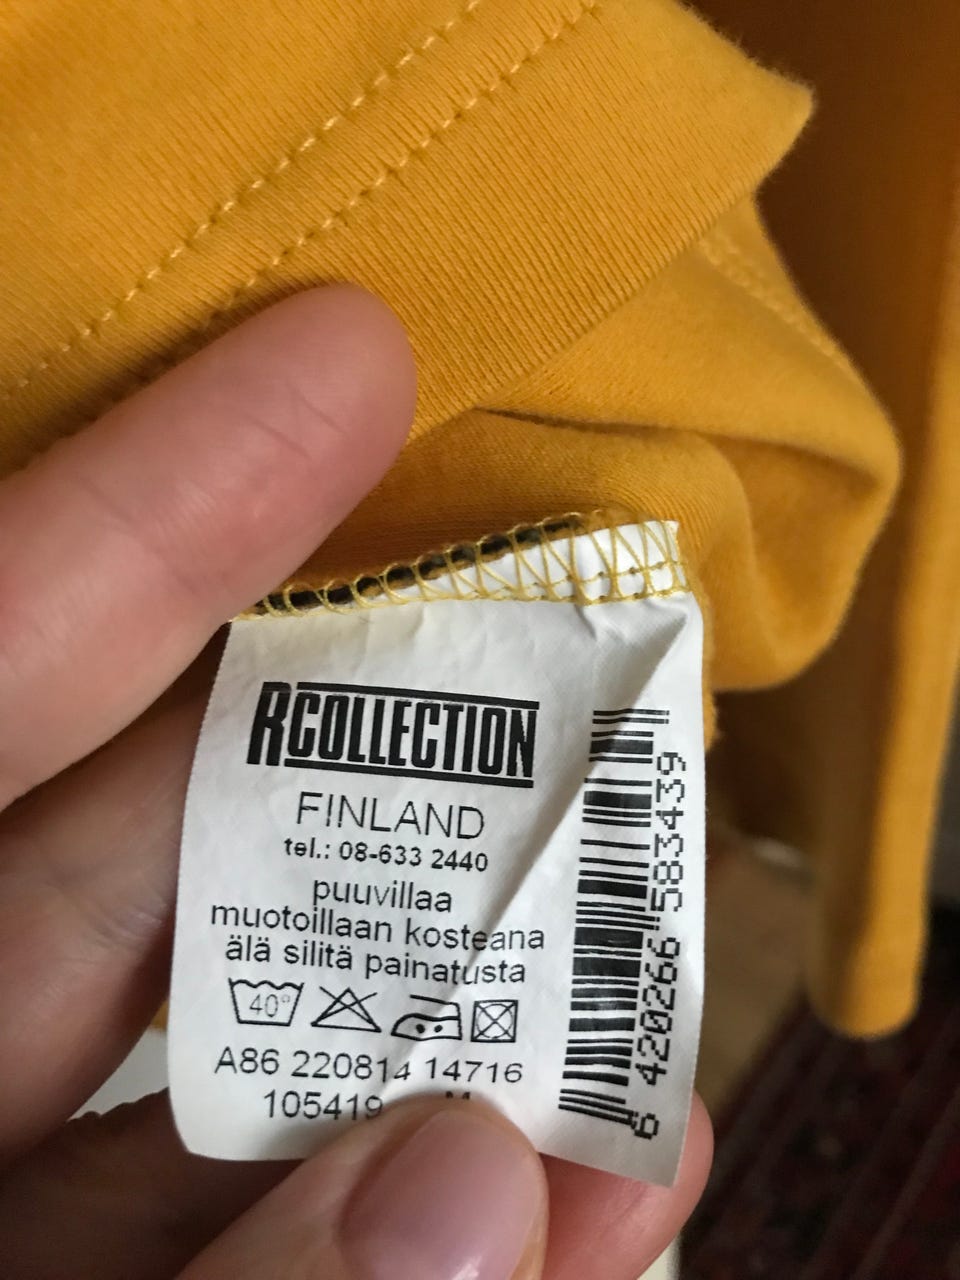 RCOLLECTION
FINLAND
tel.: 08-633 2440
puuvillaa
muotoillaan kosteana
älä silitä painatusta
40°
A86 220814 14716
105419 M
6 420266 583439